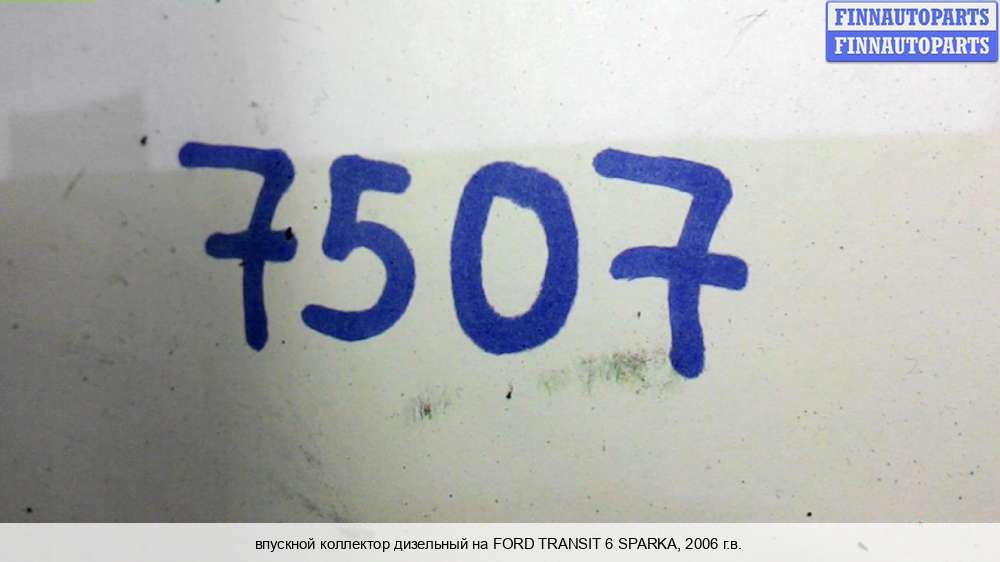 FINNAUTOPARTS
FINNAUTOPARTS
7507
впускной коллектор дизельный на FORD TRANSIT 6 SPARKA, 2006 г.в.